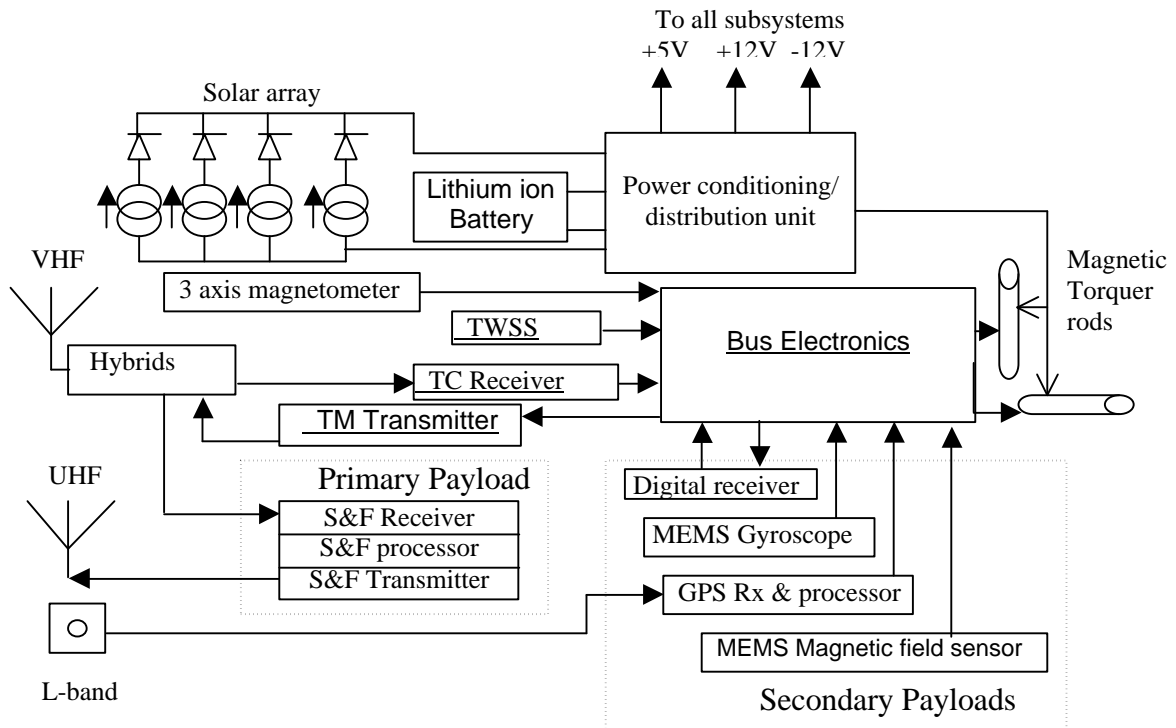 To all subsystems
+5V +12V -12V
Solar array
Lithium ion
Battery
Power conditioning/
distribution unit
VHF
Magnetic
Torquer
rods
3 axis magnetometer
TWSS
Bus Electronics
Hybrids
TC Receiver
TM Transmitter
UHF
Primary Payload
Digital receiver
S&F Receiver
MEMS Gyroscope
S&F processor
S&F Transmitter
GPS Rx & processor
MEMS Magnetic field sensor
L-band
Secondary Payloads